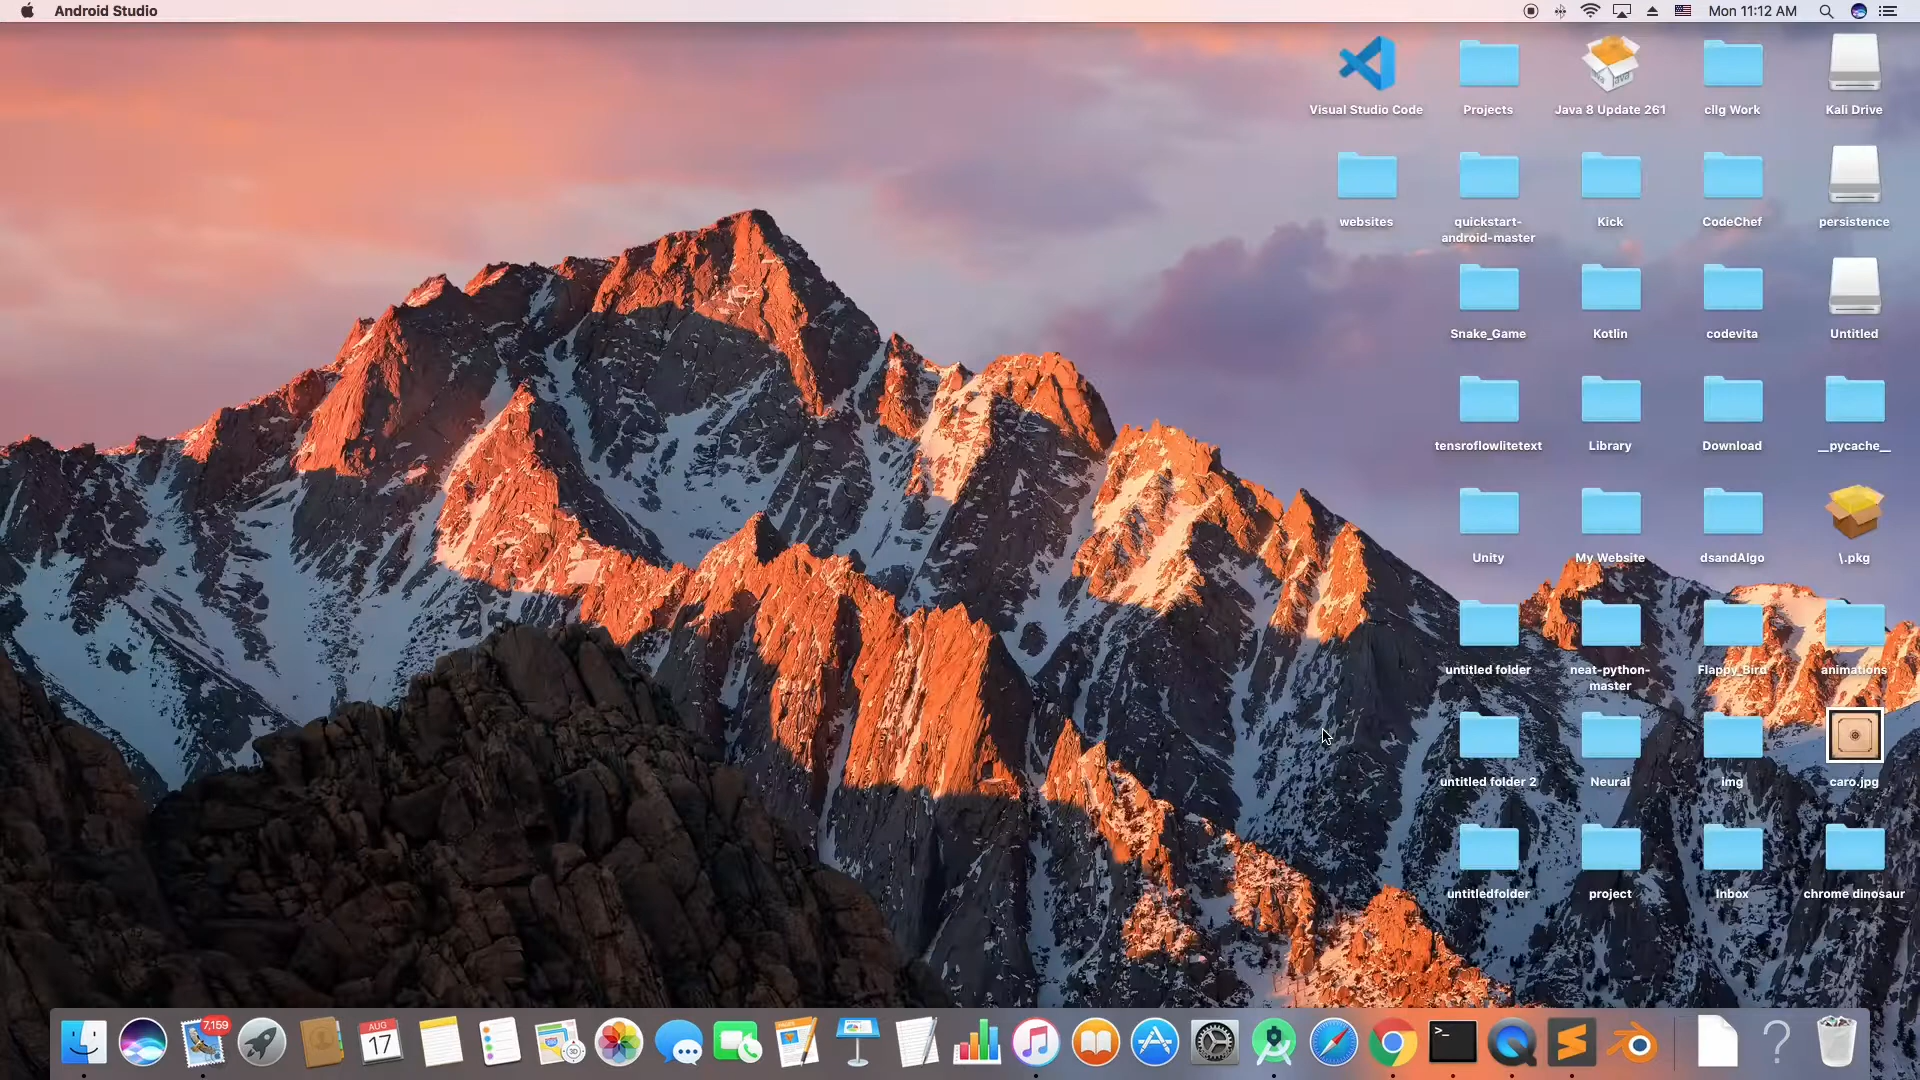 Android Studio
Mon 11:12 AM
Visual Studio Code
Projects
Java 8 Update 261
cllg Work
Kali Drive
websites
quickstart-
android-master
Kick
CodeChef
persistence
Snake_Game
Kotlin
codevita
Untitled
tensroflowlitetext
Library
Download
__pycache__
Unity
My Website
dsandAlgo
\.pkg
untitled folder
neat-python-
master
Flappy_Bird
animations
untitled folder 2
Neural
img
caro.jpg
untitledfolder
project
Inbox
chrome dinosaur
7,159
AUG
17